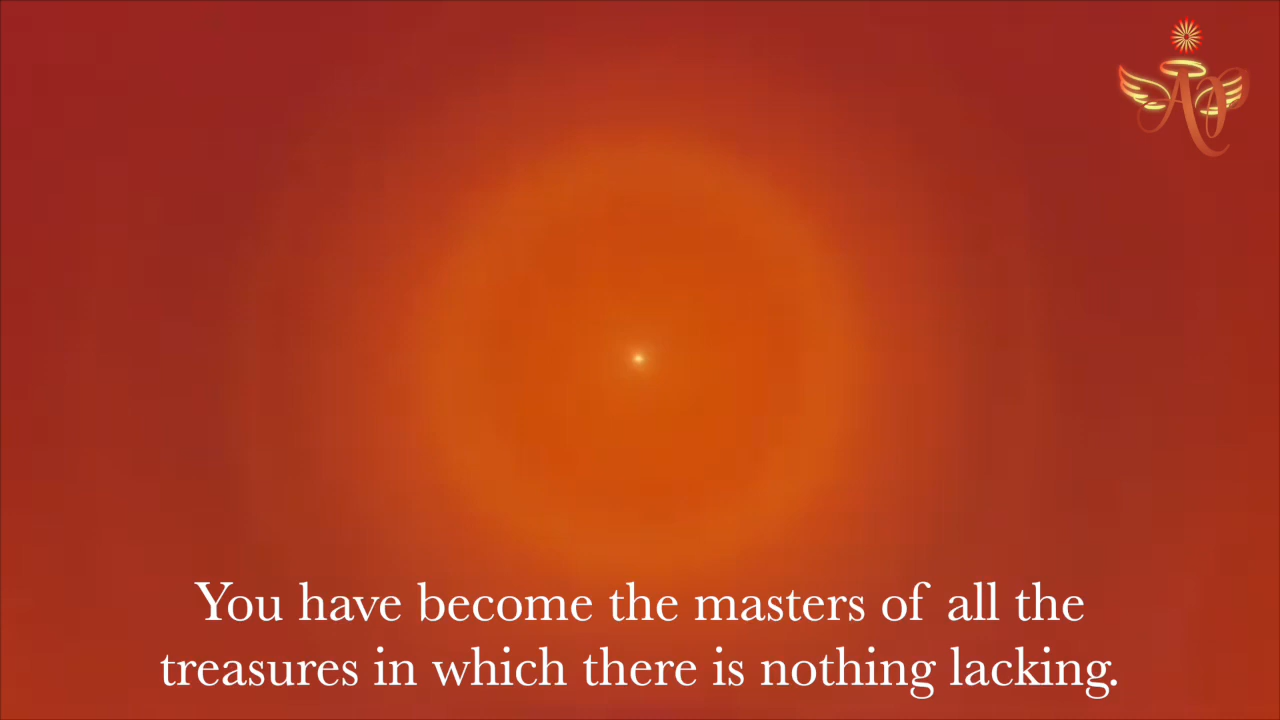 You have become the masters of all the
treasures in which there is nothing lacking.